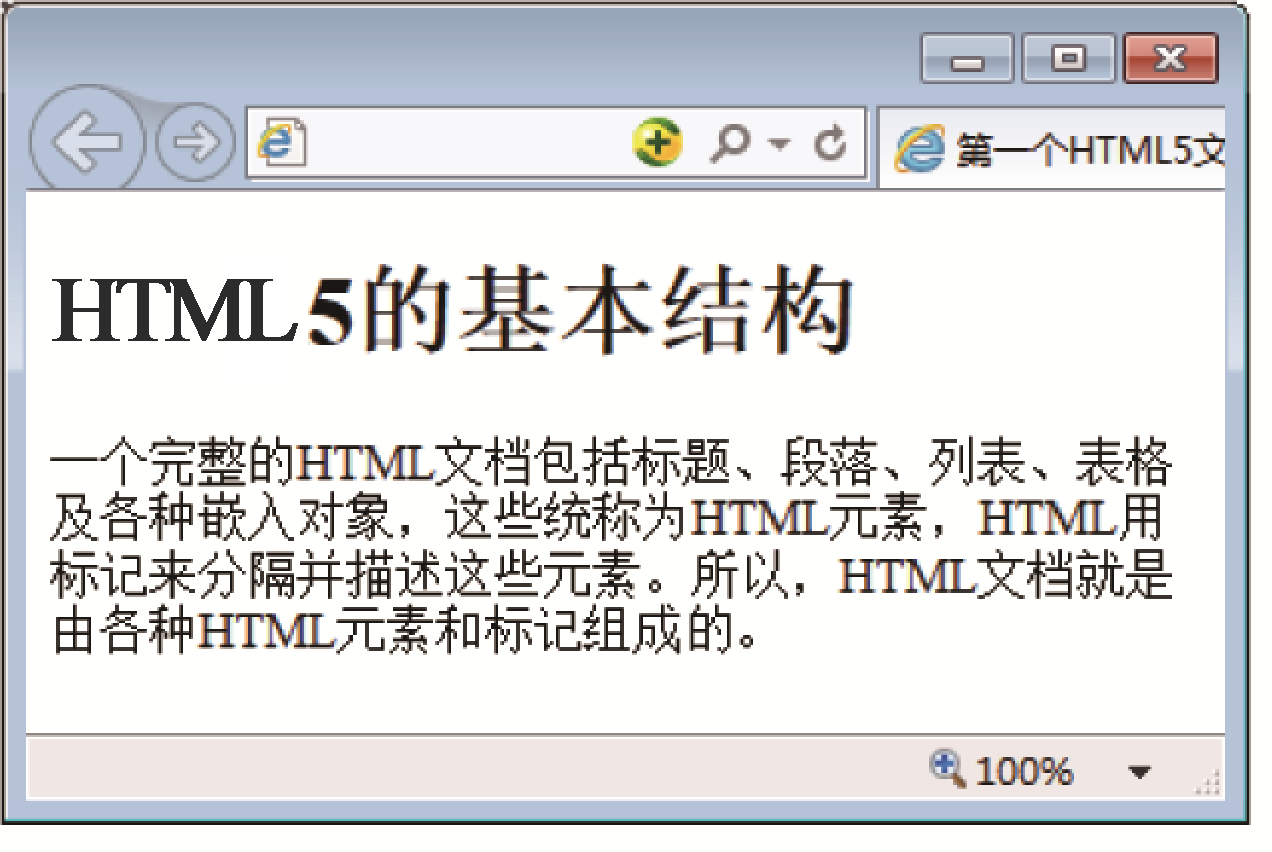 第一个HTML5文
HTML 5的基本结构
一个完整的HTML文档包括标题、段落、列表、表格
及各种嵌入对象，这些统称为HTML元素，HTML用
标记来分隔并描述这些元素。所以，HTML文档就是
由各种HTML元素和标记组成的。
100%